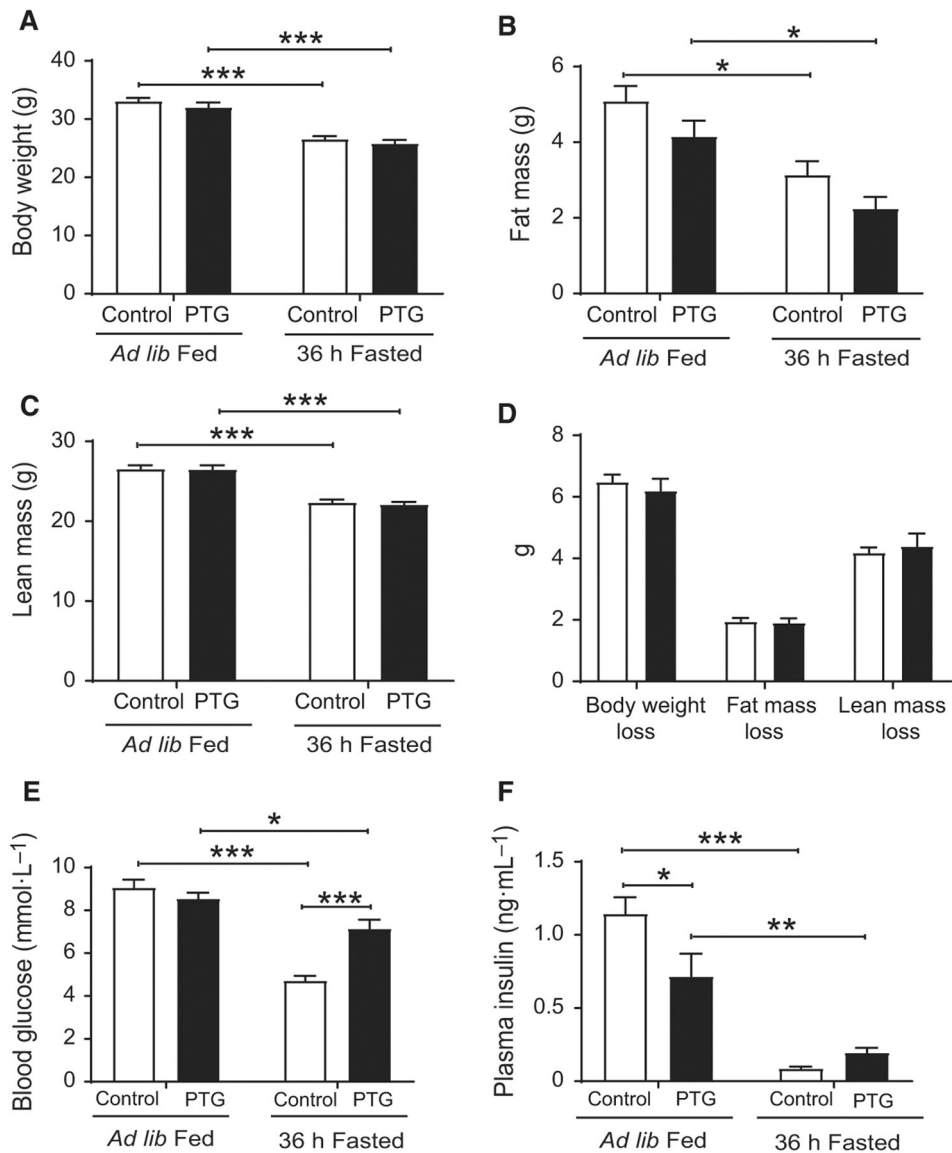 A
***
***
40
30
20
10
0
Body weight (g)
Control PTG Control PTG
Ad lib Fed 36 h Fasted
B
*
*
6
4
2
0
Fat mass (g)
Control PTG Control PTG
Ad lib Fed 36 h Fasted
C
***
***
30
20
10
0
Lean mass (g)
Control PTG Control PTG
Ad lib Fed 36 h Fasted
D
8
6
4
2
0
g
Body weight Fat mass Lean mass
loss loss loss
E
*
***
***
10
8
6
4
2
0
Blood glucose (mmol·L−1)
Control PTG Control PTG
Ad lib Fed 36 h Fasted
F
***
*
**
1.5
1.0
0.5
0
Plasma insulin (ng·mL−1)
Control PTG Control PTG
Ad lib Fed 36 h Fasted